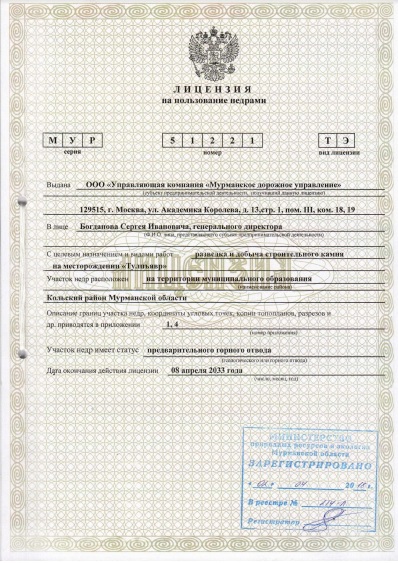 ЛИЦЕНЗИЯ
на пользование недрами
М У Р 5 1 2 2 1 Т Э
серия номер вид лицензии
Выдана ООО «Управляющая компания «Мурманское дорожное управление»
(субъект предпринимательской деятельности, получивший данную лицензию)
129515, г. Москва, ул. Академика Королева, д. 13,стр. 1, пом. III, ком. 18, 19
В лице Богданова Сергея Ивановича, генерального директора
(Ф.И.О. лица, представляющего субъект предпринимательской деятельности)
С целевым назначением и видами работ разведка и добыча строительного камня
на месторождении
Участок недр расположен на территории муниципального образования
(наименование района)
Кольский район Мурманской области
Описание границ участка недр, координаты угловых точек, копии топопланов, разрезов и
др. приводятся в приложении 1, 4
(номер приложения)
Участок недр имеет статус предварительного горного отвода
(геологического или горного отвода)
Дата окончания действия лицензии 08 апреля 2033 года
(число, месяц, год)
МИНИСТЕРСТВО
природных ресурсов и экологии
Мурманской области
ЗАРЕГИСТРИРОВАНО
04 20
В реестре №
Регистратор